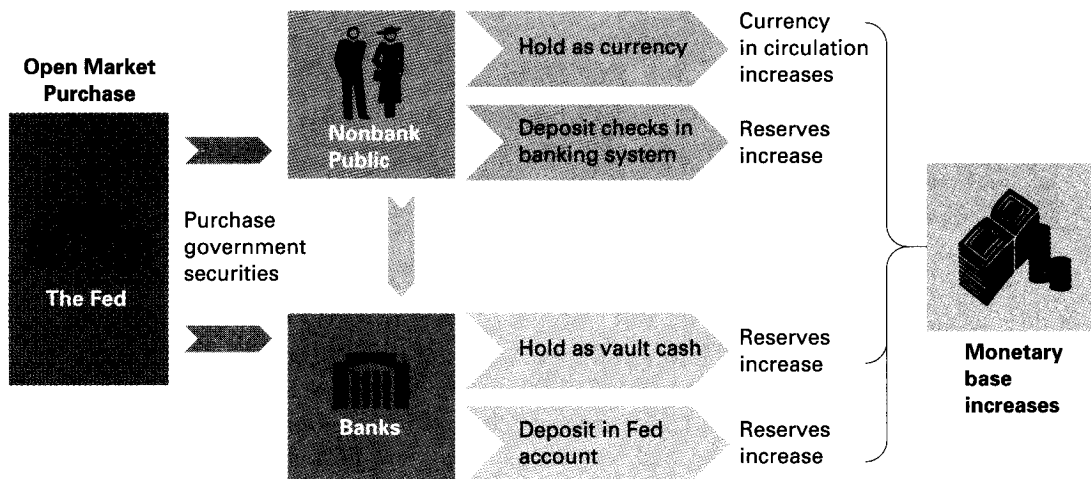 Open Market
Purchase
The Fed
Purchase
government
securities
Nonbank
Public
Hold as currency
Currency
in circulation
increases
Deposit checks in
banking system
Reserves
increase
Banks
Hold as vault cash
Reserves
increase
Deposit in Fed
account
Reserves
increase
Monetary
base
increases